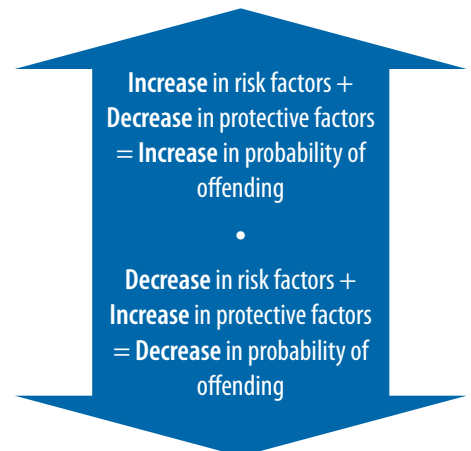 Increase in risk factors +
Decrease in protective factors
= Increase in probability of
offending
•
Decrease in risk factors +
Increase in protective factors
= Decrease in probability of
offending